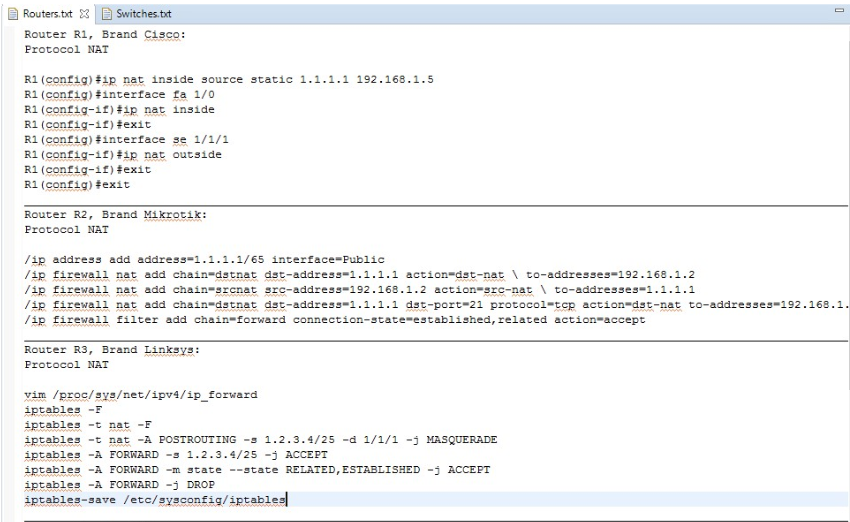 Routers.txt Switches.txt
Router R1, Brand Cisco:
Protocol NAT
R1(config)#ip nat inside source static 1.1.1.1 192.168.1.5
R1(config)#interface fa 1/0
R1(config-if)#ip nat inside
R1(config-if)#exit
R1(config)#interface se 1/1/1
R1(config-if)#ip nat outside
R1(config-if)#exit
R1(config)#exit
Router R2, Brand Mikrotik:
Protocol NAT
/ip address add address=1.1.1.1/65 interface=Public
/ip firewall nat add chain=dstnat dst-address=1.1.1.1 action=dst-nat \ to-addresses=192.168.1.2
/ip firewall nat add chain=srcnat src-address=192.168.1.2 action=src-nat \ to-addresses=1.1.1.1
/ip firewall nat add chain=dstnat dst-address=1.1.1.1 dst-port=21 protocol=tcp action=dst-nat to-addresses=192.168.1.
/ip firewall filter add chain=forward connection-state=established,related action=accept
Router R3, Brand Linksys:
Protocol NAT
vim /proc/sys/net/ipv4/ip_forward
iptables -F
iptables -t nat -F
iptables -t nat -A POSTROUTING -s 1.2.3.4/25 -d 1/1/1 -j MASQUERADE
iptables -A FORWARD -s 1.2.3.4/25 -j ACCEPT
iptables -A FORWARD -m state --state RELATED,ESTABLISHED -j ACCEPT
iptables -A FORWARD -j DROP
iptables-save /etc/sysconfig/iptables